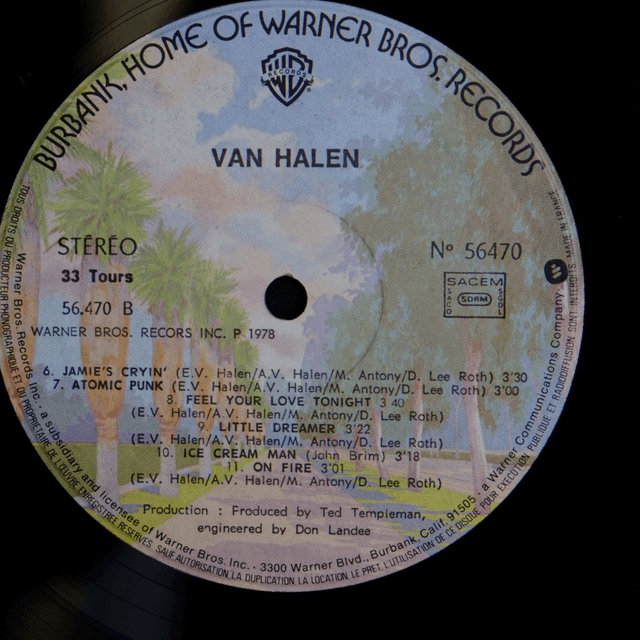 BURBANK, HOME OF WARNER BROS. RECORDS
RECORDS
VAN HALEN
STÉRÉO
33 Tours
56.470 B
WARNER BROS. RECORS INC. P 1978
Nº 56470
SACEM
SDRM
6. JAMIE'S CRYIN' (E.V. Halen/A.V. Halen/M. Antony/D. Lee Roth) 3'30
7. ATOMIC PUNK (E.V. Halen/A.V. Halen/M. Antony/D. Lee Roth) 3'00
8. FEEL YOUR LOVE TONIGHT 3'40
(E.V. Halen/A.V. Halen/M. Antony/D. Lee Roth)
9. LITTLE DREAMER 3'22
(E.V. Halen/A.V. Halen/M. Antony/D. Lee Roth)
10. ICE CREAM MAN (John Brim) 3'18
11. ON FIRE 3'01
(E.V. Halen/A.V. Halen/M. Antony/D. Lee Roth)
Production : Produced by Ted Templeman,
engineered by Don Landee
Warner Bros. Records Inc., a subsidiary and licensee of Warner Bros. Inc. · 3300 Warner Blvd., Burbank, Calif. 91505 · a Warner Communications Company
TOUS DROITS DU PRODUCTEUR PHONOGRAPHIQUE ET DU PROPRIETAIRE DE L'ŒUVRE ENREGISTREE RESERVES. SAUF AUTORISATION, LA DUPLICATION, LA LOCATION, LE PRET, L'UTILISATION DE CE DISQUE POUR EXECUTION PUBLIQUE ET RADIODIFFUSION SONT INTERDITS. MADE IN FRANCE